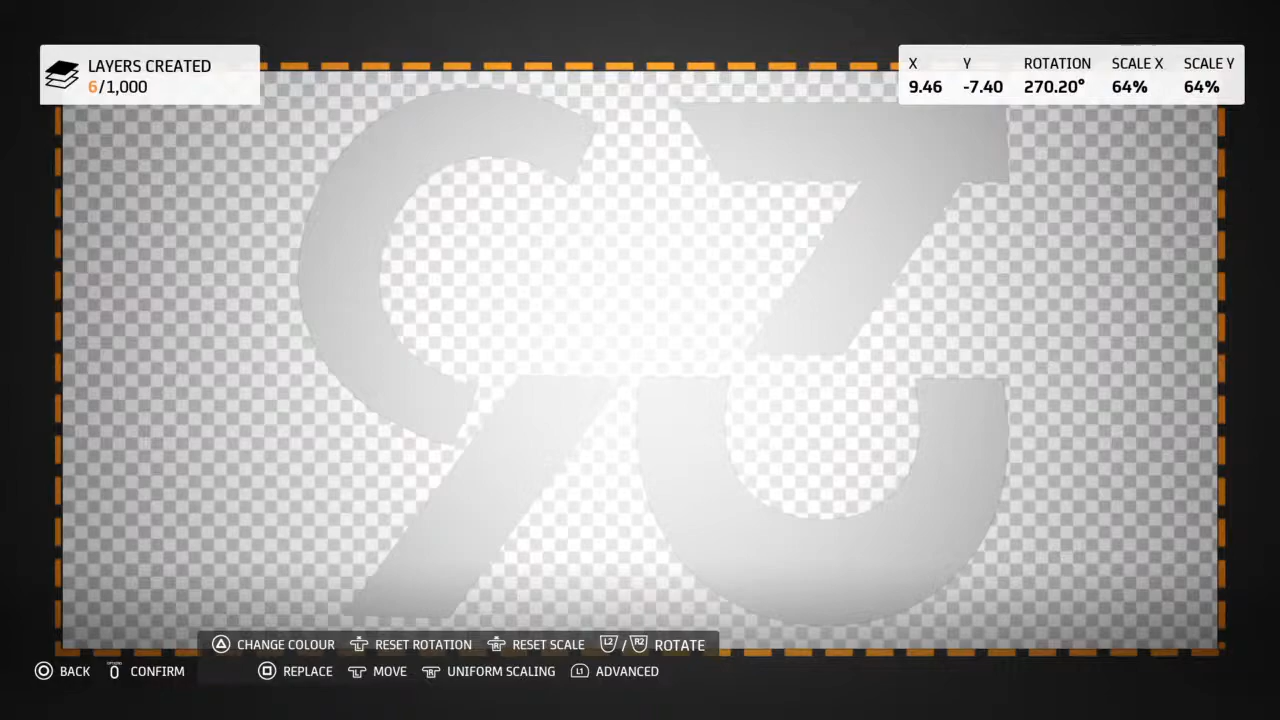 LAYERS CREATED
6/1,000
X Y ROTATION SCALE X SCALE Y
9.46 -7.40 270.20° 64% 64%
CHANGE COLOUR RESET ROTATION RESET SCALE L2 / R2 ROTATE
BACK OPTIONS CONFIRM REPLACE L MOVE R UNIFORM SCALING L1 ADVANCED